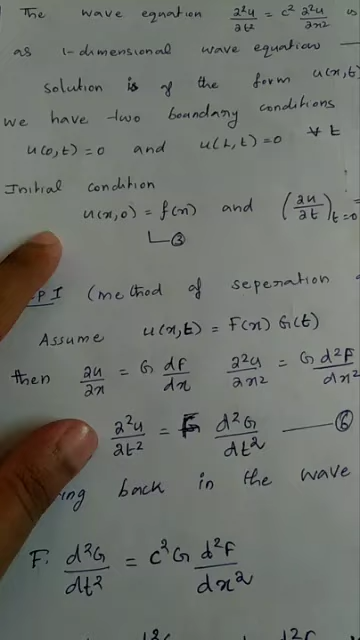 The wave equation ∂²u/∂t² = c² ∂²u/∂x² is
as 1-dimensional wave equation —
solution is of the form u(x,t)
we have two boundary conditions
u(0,t) = 0 and u(L,t) = 0 ∀ t
Initial condition
u(x,0) = f(x) and (∂u/∂t)t=0 =
③
I (method of seperation
Assume u(x,t) = F(x) G(t)
then ∂u/∂x = G dF/dx ∂²u/∂x² = G d²F/dx²
∂²u/∂t² = F d²G/dt² — ⑥
back in the wave
F. d²G/dt² = c² G d²F/dx²